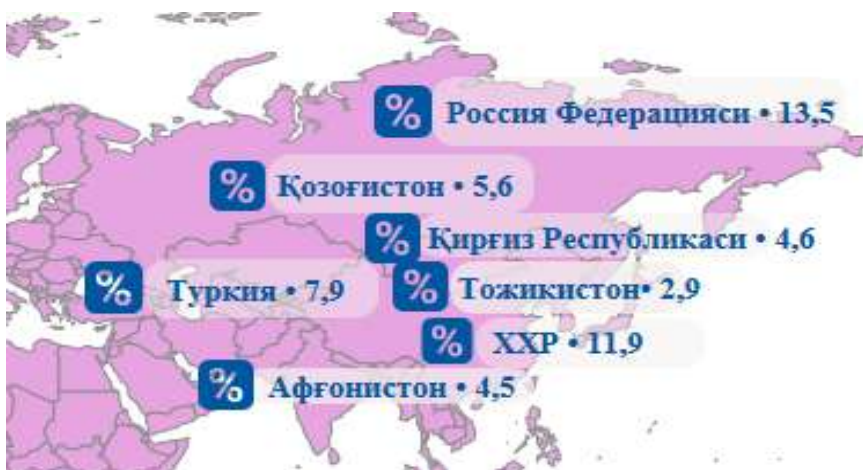 % Россия Федерацияси • 13,5
% Қозоғистон • 5,6
% Қирғиз Республикаси • 4,6
% Туркия • 7,9
% Тожикистон• 2,9
% ХХР • 11,9
% Афғонистон • 4,5